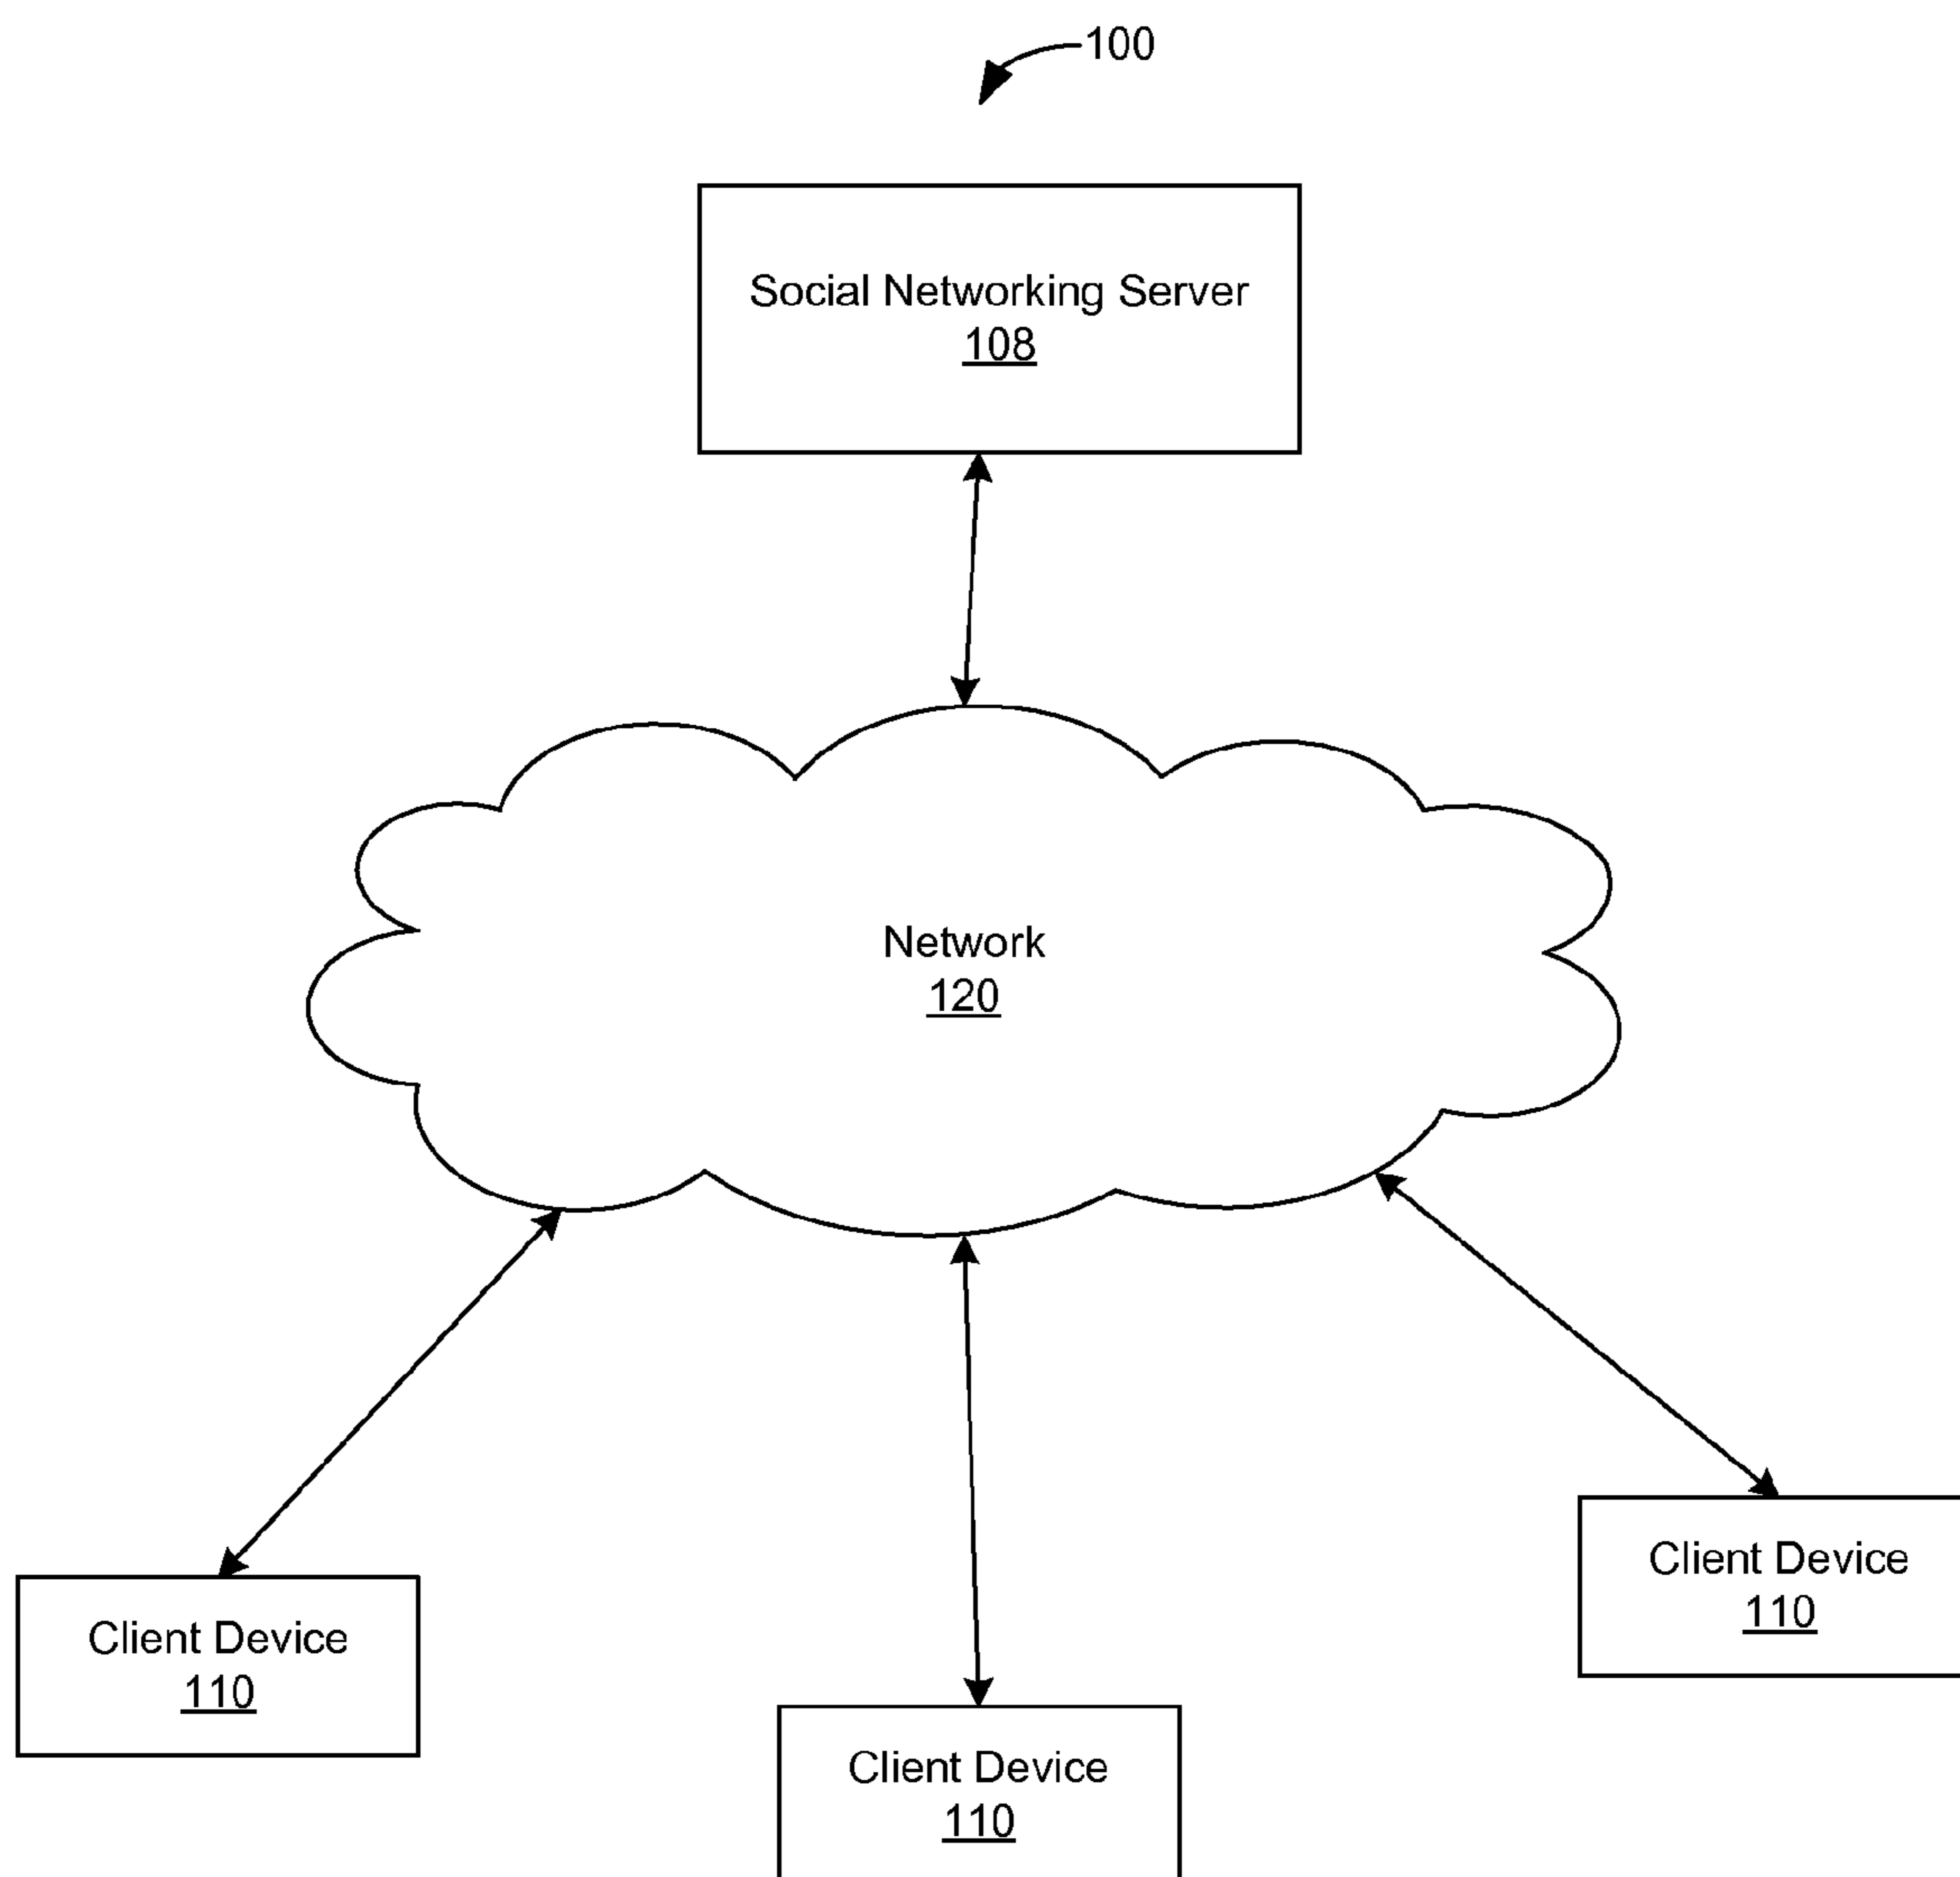 100
Social Networking Server
108
Network
120
Client Device
110
Client Device
110
Client Device
110